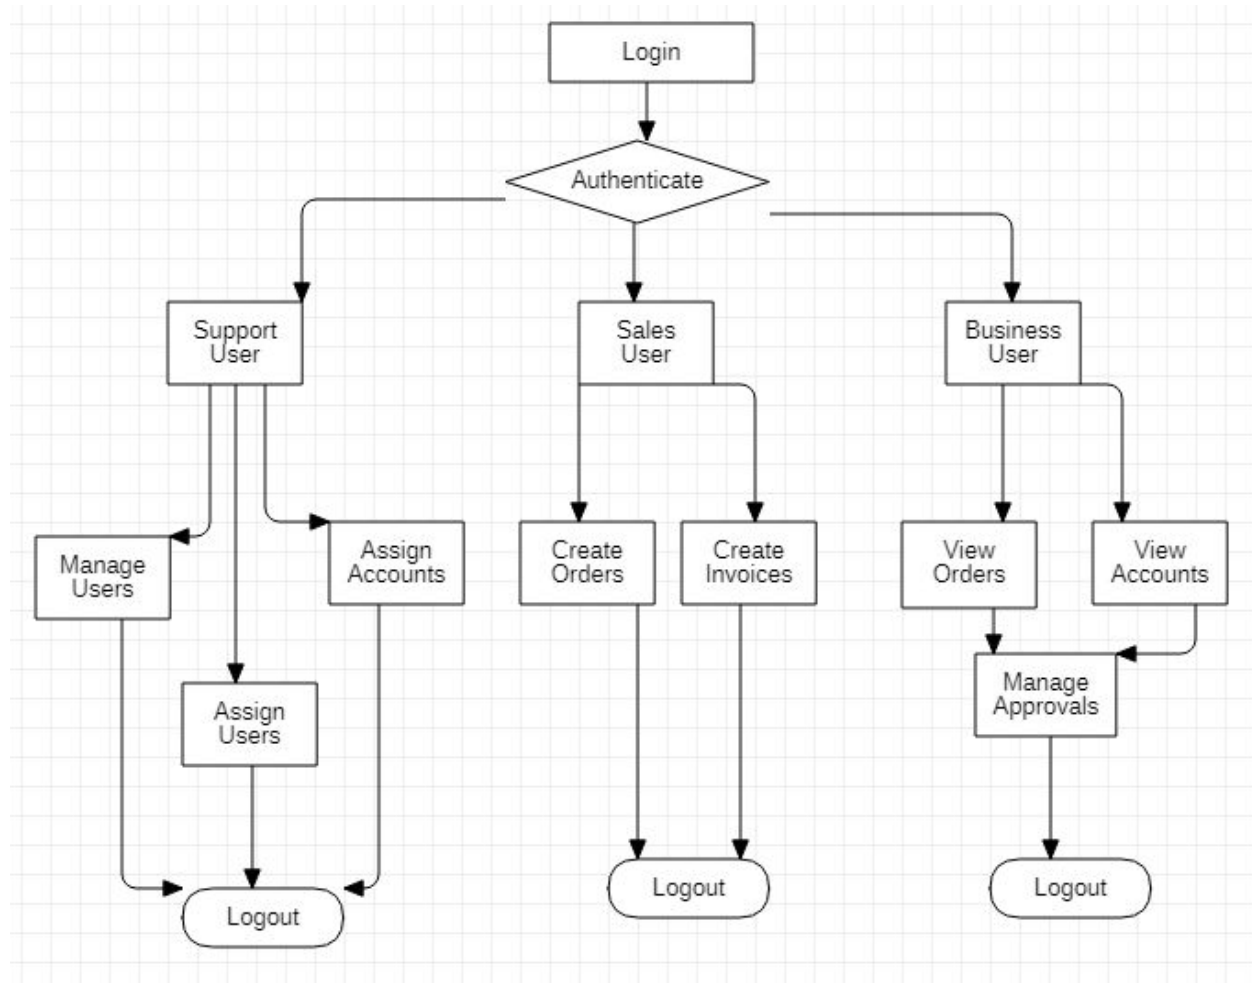 Login
Authenticate
Support
User
Sales
User
Business
User
Manage
Users
Assign
Accounts
Create
Orders
Create
Invoices
View
Orders
View
Accounts
Assign
Users
Manage
Approvals
Logout
Logout
Logout